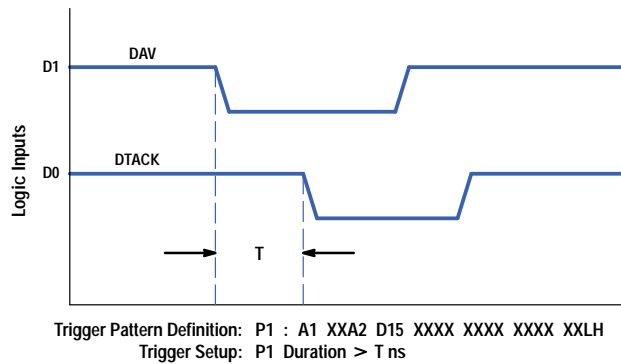 DAV
D1
DTACK
D0
Logic Inputs
T
Trigger Pattern Definition: P1 : A1 XXA2 D15 XXXX XXXX XXXX XXLH
Trigger Setup: P1 Duration > T ns